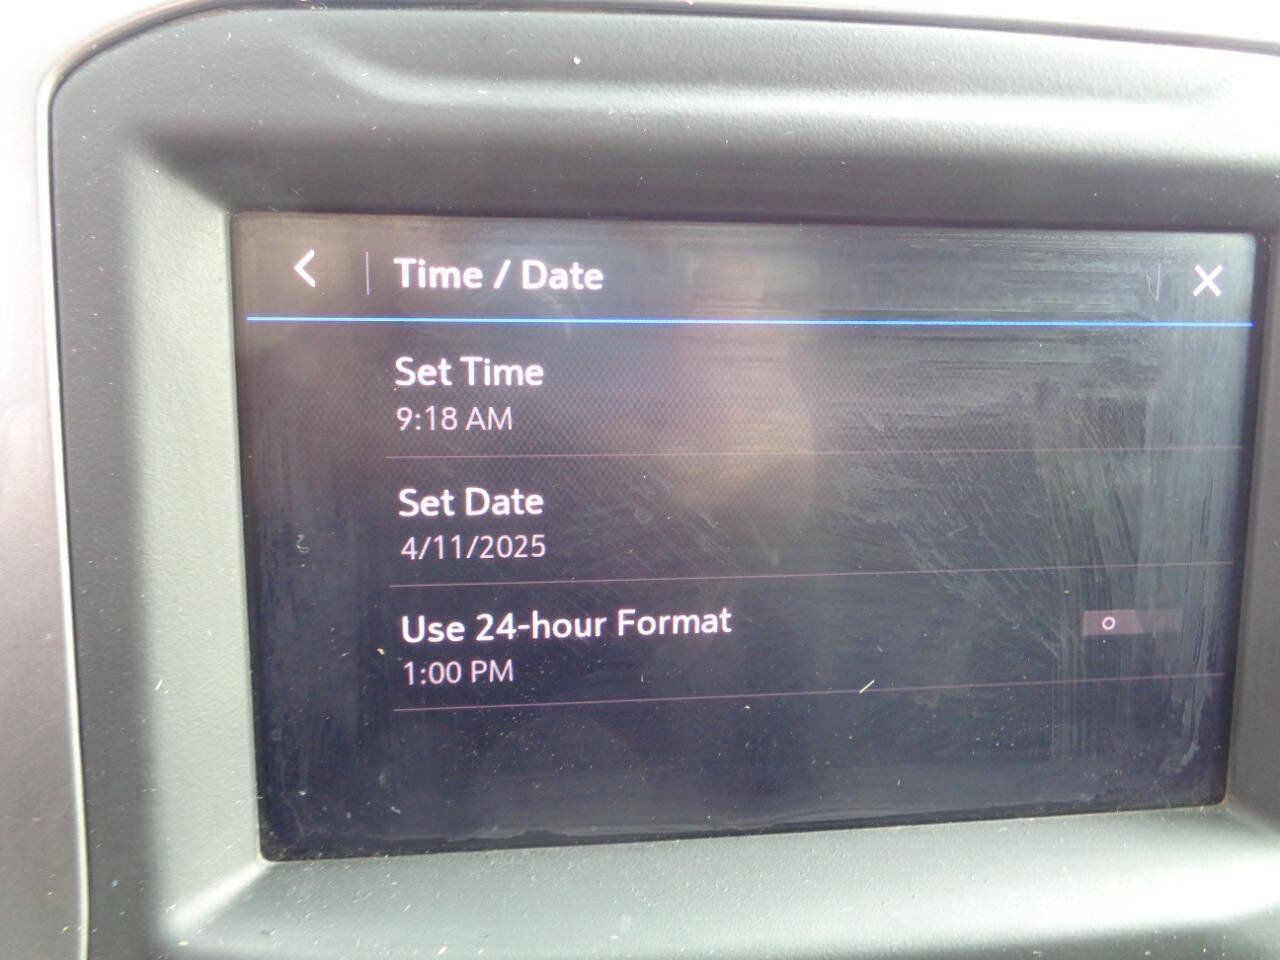 Time / Date
Set Time
9:18 AM
Set Date
4/11/2025
Use 24-hour Format
1:00 PM